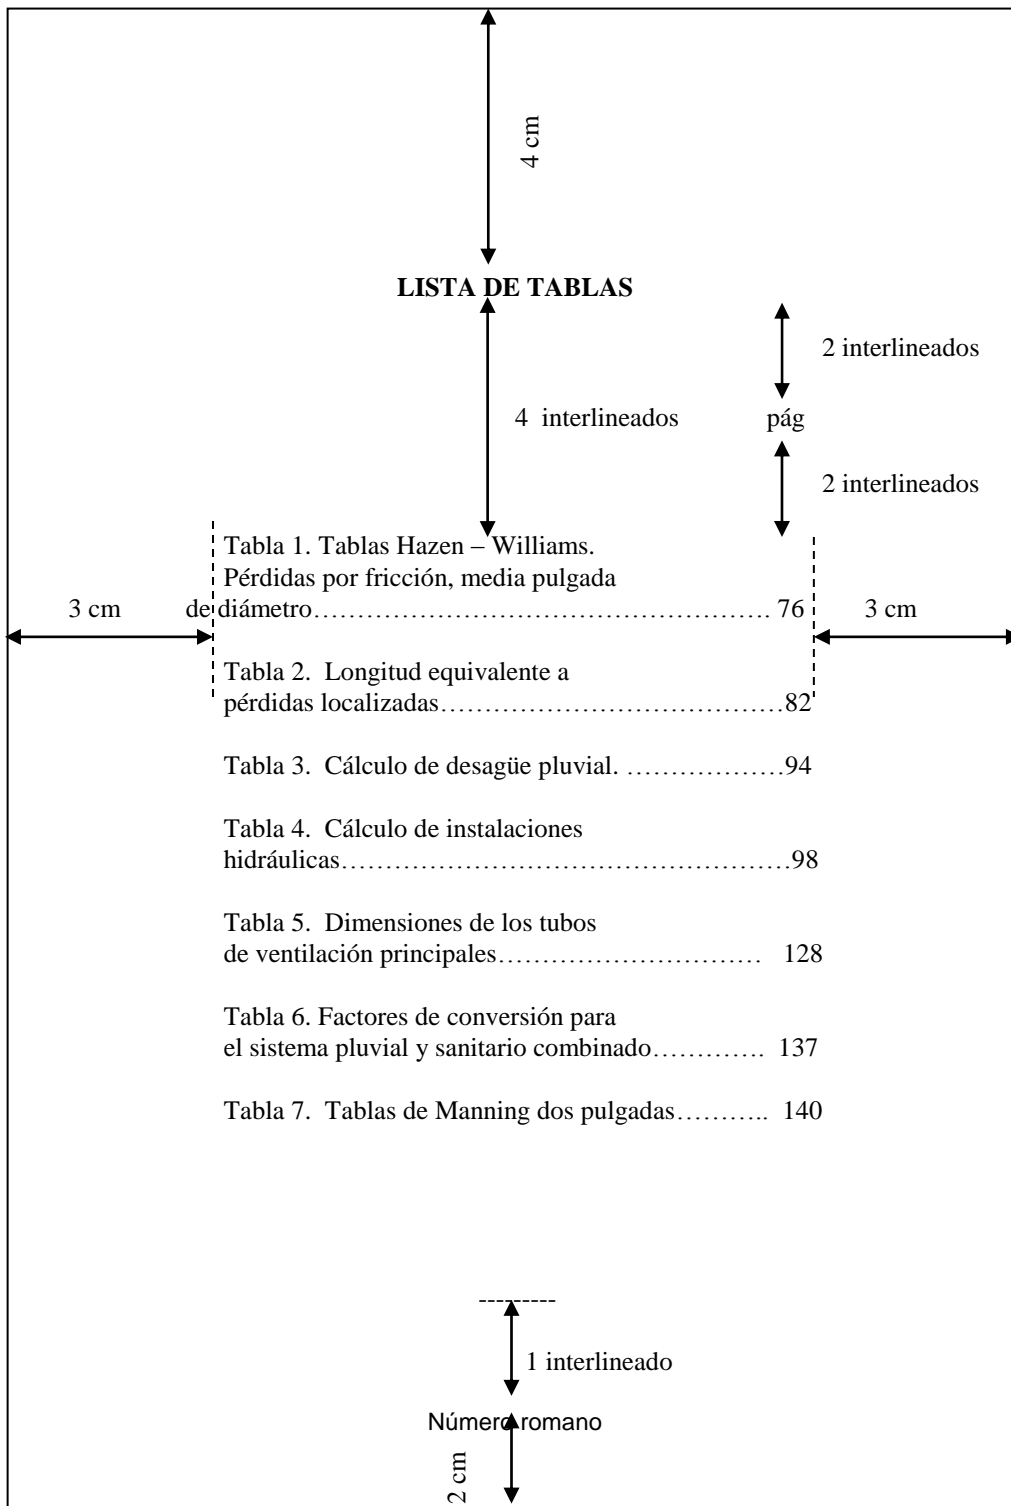 4 cm
LISTA DE TABLAS
2 interlineados
4  interlineados
pág
2 interlineados
Tabla 1. Tablas Hazen – Williams.
Pérdidas por fricción, media pulgada
3 cm
de diámetro…………………………………………….. 76
3 cm
Tabla 2.  Longitud equivalente a
pérdidas localizadas…………………………………82
Tabla 3.  Cálculo de desagüe pluvial. ………………94
Tabla 4.  Cálculo de instalaciones
hidráulicas……………………………………………98
Tabla 5.  Dimensiones de los tubos
de ventilación principales…………………………  128
Tabla 6. Factores de conversión para
el sistema pluvial y sanitario combinado………….  137
Tabla 7.  Tablas de Manning dos pulgadas………..  140
---------
1 interlineado
Número romano
2 cm